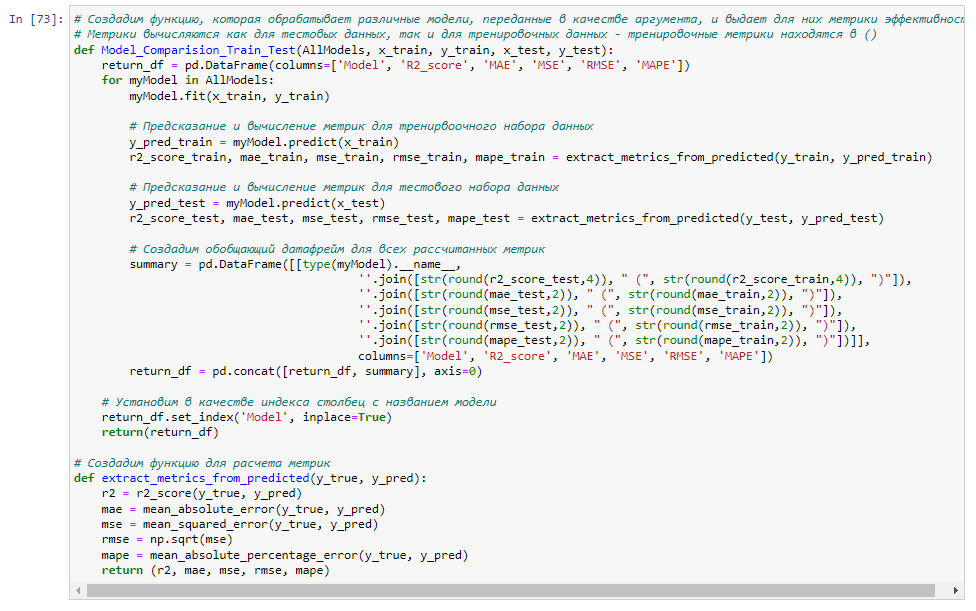 In [73]: # Создадим функцию, которая обрабатывает различные модели, переданные в качестве аргумента, и выдает для них метрики эффективност
# Метрики вычисляются как для тестовых данных, так и для тренировочных данных - тренировочные метрики находятся в ()
def Model_Comparision_Train_Test(AllModels, x_train, y_train, x_test, y_test):
    return_df = pd.DataFrame(columns=['Model', 'R2_score', 'MAE', 'MSE', 'RMSE', 'MAPE'])
    for myModel in AllModels:
        myModel.fit(x_train, y_train)

        # Предсказание и вычисление метрик для тренирвоочного набора данных
        y_pred_train = myModel.predict(x_train)
        r2_score_train, mae_train, mse_train, rmse_train, mape_train = extract_metrics_from_predicted(y_train, y_pred_train)

        # Предсказание и вычисление метрик для тестового набора данных
        y_pred_test = myModel.predict(x_test)
        r2_score_test, mae_test, mse_test, rmse_test, mape_test = extract_metrics_from_predicted(y_test, y_pred_test)

        # Создадим обобщающий датафрейм для всех рассчитанных метрик
        summary = pd.DataFrame([[type(myModel).__name__,
                                         ''.join([str(round(r2_score_test,4)), " (", str(round(r2_score_train,4)), ")"]),
                                         ''.join([str(round(mae_test,2)), " (", str(round(mae_train,2)), ")"]),
                                         ''.join([str(round(mse_test,2)), " (", str(round(mse_train,2)), ")"]),
                                         ''.join([str(round(rmse_test,2)), " (", str(round(rmse_train,2)), ")"]),
                                         ''.join([str(round(mape_test,2)), " (", str(round(mape_train,2)), ")"])]],
                                         columns=['Model', 'R2_score', 'MAE', 'MSE', 'RMSE', 'MAPE'])
        return_df = pd.concat([return_df, summary], axis=0)

    # Установим в качестве индекса столбец с названием модели
    return_df.set_index('Model', inplace=True)
    return(return_df)

# Создадим функцию для расчета метрик
def extract_metrics_from_predicted(y_true, y_pred):
    r2 = r2_score(y_true, y_pred)
    mae = mean_absolute_error(y_true, y_pred)
    mse = mean_squared_error(y_true, y_pred)
    rmse = np.sqrt(mse)
    mape = mean_absolute_percentage_error(y_true, y_pred)
    return (r2, mae, mse, rmse, mape)